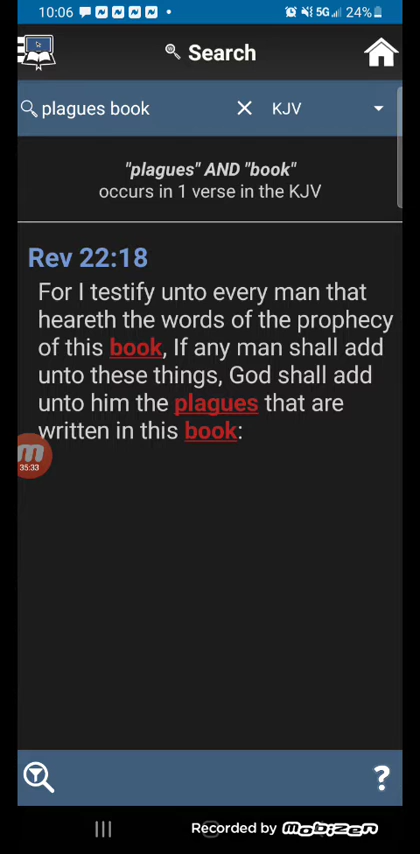 10:06 5G 24%
Search
plagues book KJV
"plagues" AND "book"
occurs in 1 verse in the KJV
Rev 22:18
For I testify unto every man that
heareth the words of the prophecy
of this book, If any man shall add
unto these things, God shall add
unto him the plagues that are
written in this book:
35:33
?
Recorded by MOBIZEN